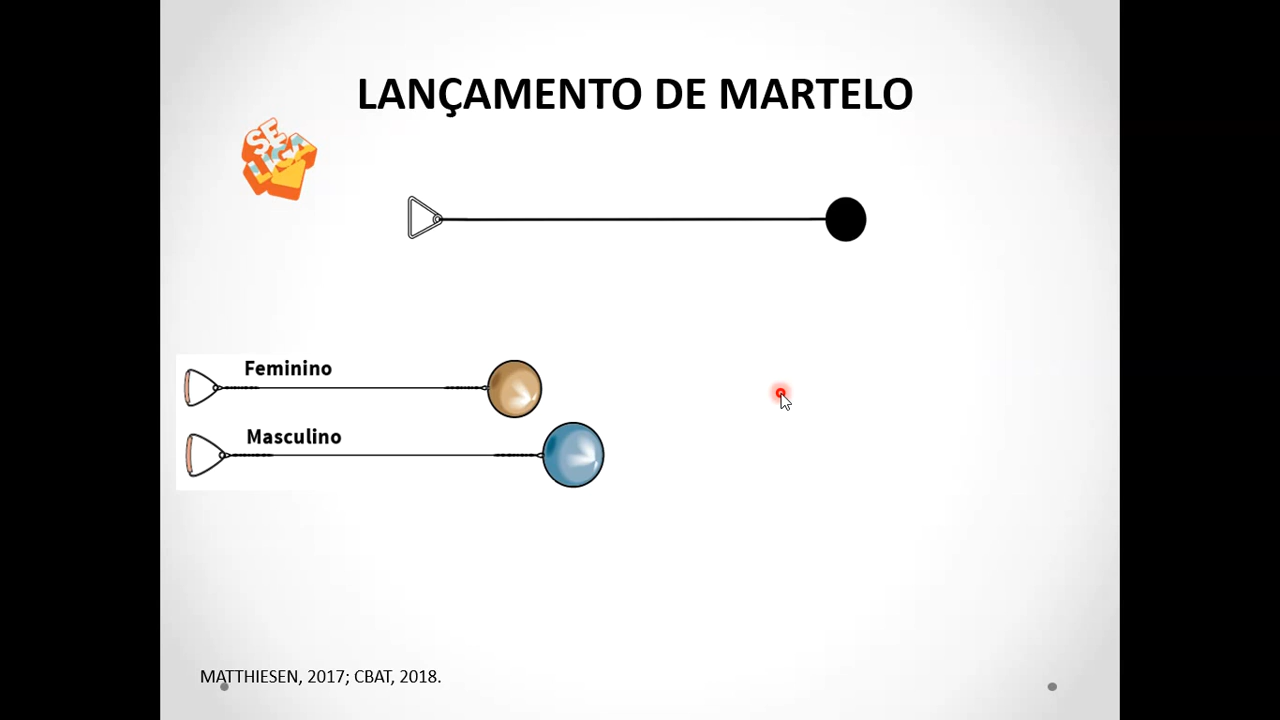 LANÇAMENTO DE MARTELO
SE
LIGA
Feminino
Masculino
MATTHIESEN, 2017; CBAT, 2018.